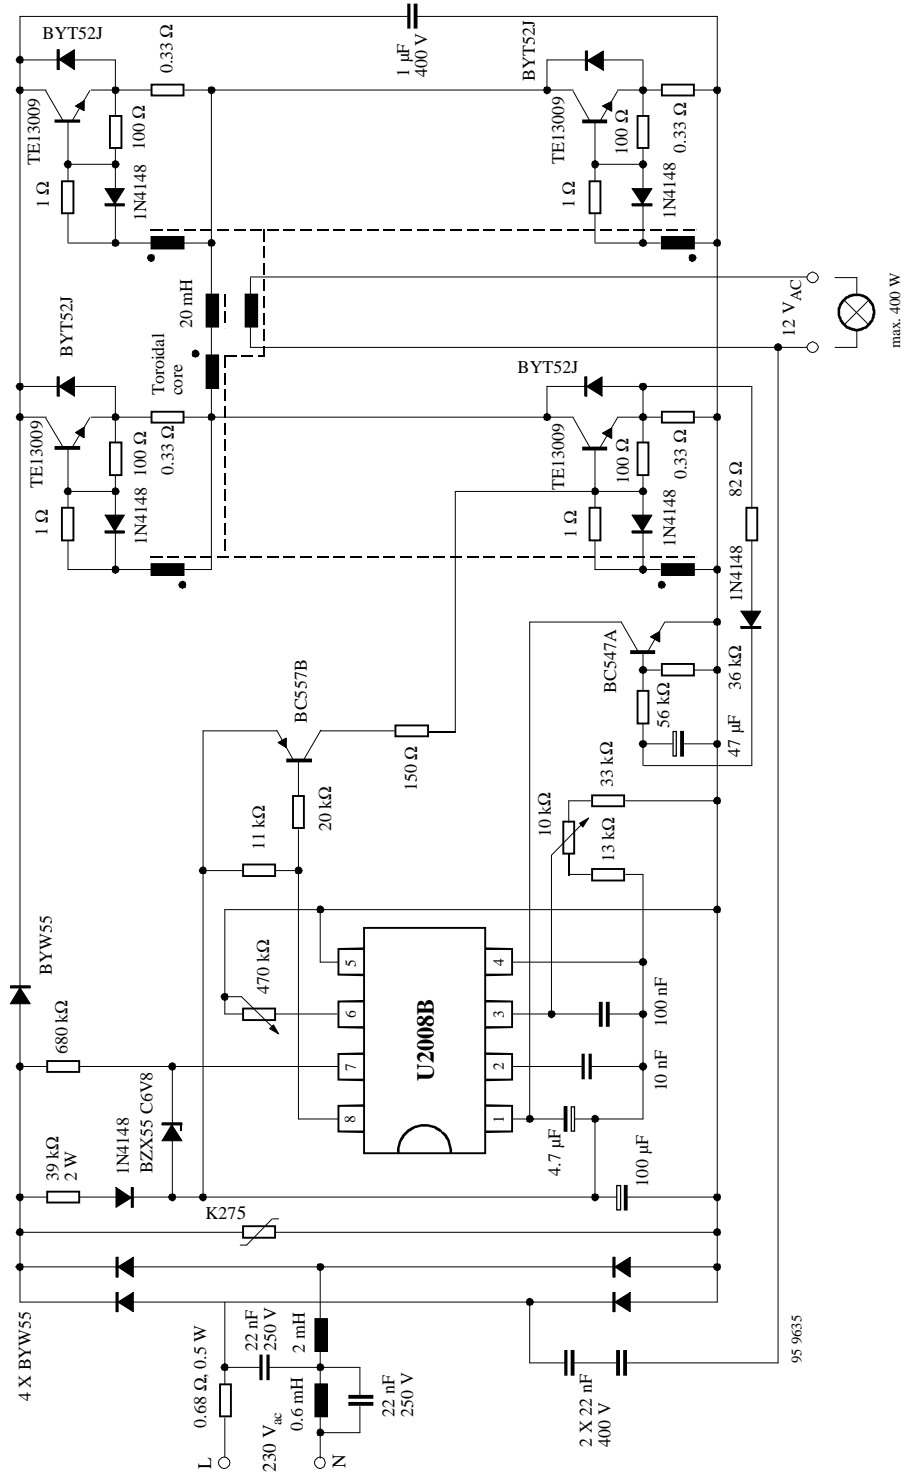 BYT52J
0.33 Ω
TE13009
100 Ω
1 Ω
1N4148
1 µF
400 V
BYT52J
TE13009
100 Ω
0.33 Ω
1 Ω
1N4148
20 mH
12 VAC
max. 400 W
BYT52J
Toroidal
core
TE13009
100 Ω
0.33 Ω
1 Ω
1N4148
BYT52J
TE13009
100 Ω
0.33 Ω
1 Ω
1N4148
82 Ω
1N4148
BC547A
36 kΩ
56 kΩ
47 µF
BC557B
150 Ω
20 kΩ
11 kΩ
33 kΩ
10 kΩ
13 kΩ
BYW55
680 kΩ
470 kΩ
5
6
7
8
U2008B
4
3
2
1
100 nF
10 nF
4.7 µF
100 µF
39 kΩ
2 W
1N4148
BZX55 C6V8
K275
4 X BYW55
0.68 Ω, 0.5 W
22 nF
250 V
2 mH
L
230 Vac
0.6 mH
N
22 nF
250 V
2 X 22 nF
400 V
95 9635